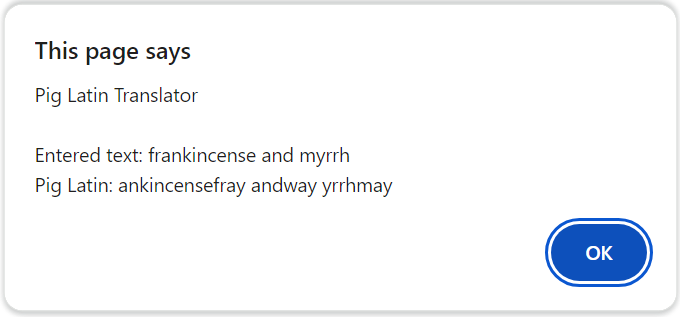 This page says
Pig Latin Translator
Entered text: frankincense and myrrh
Pig Latin: ankincensefray andway yrrhmay
OK